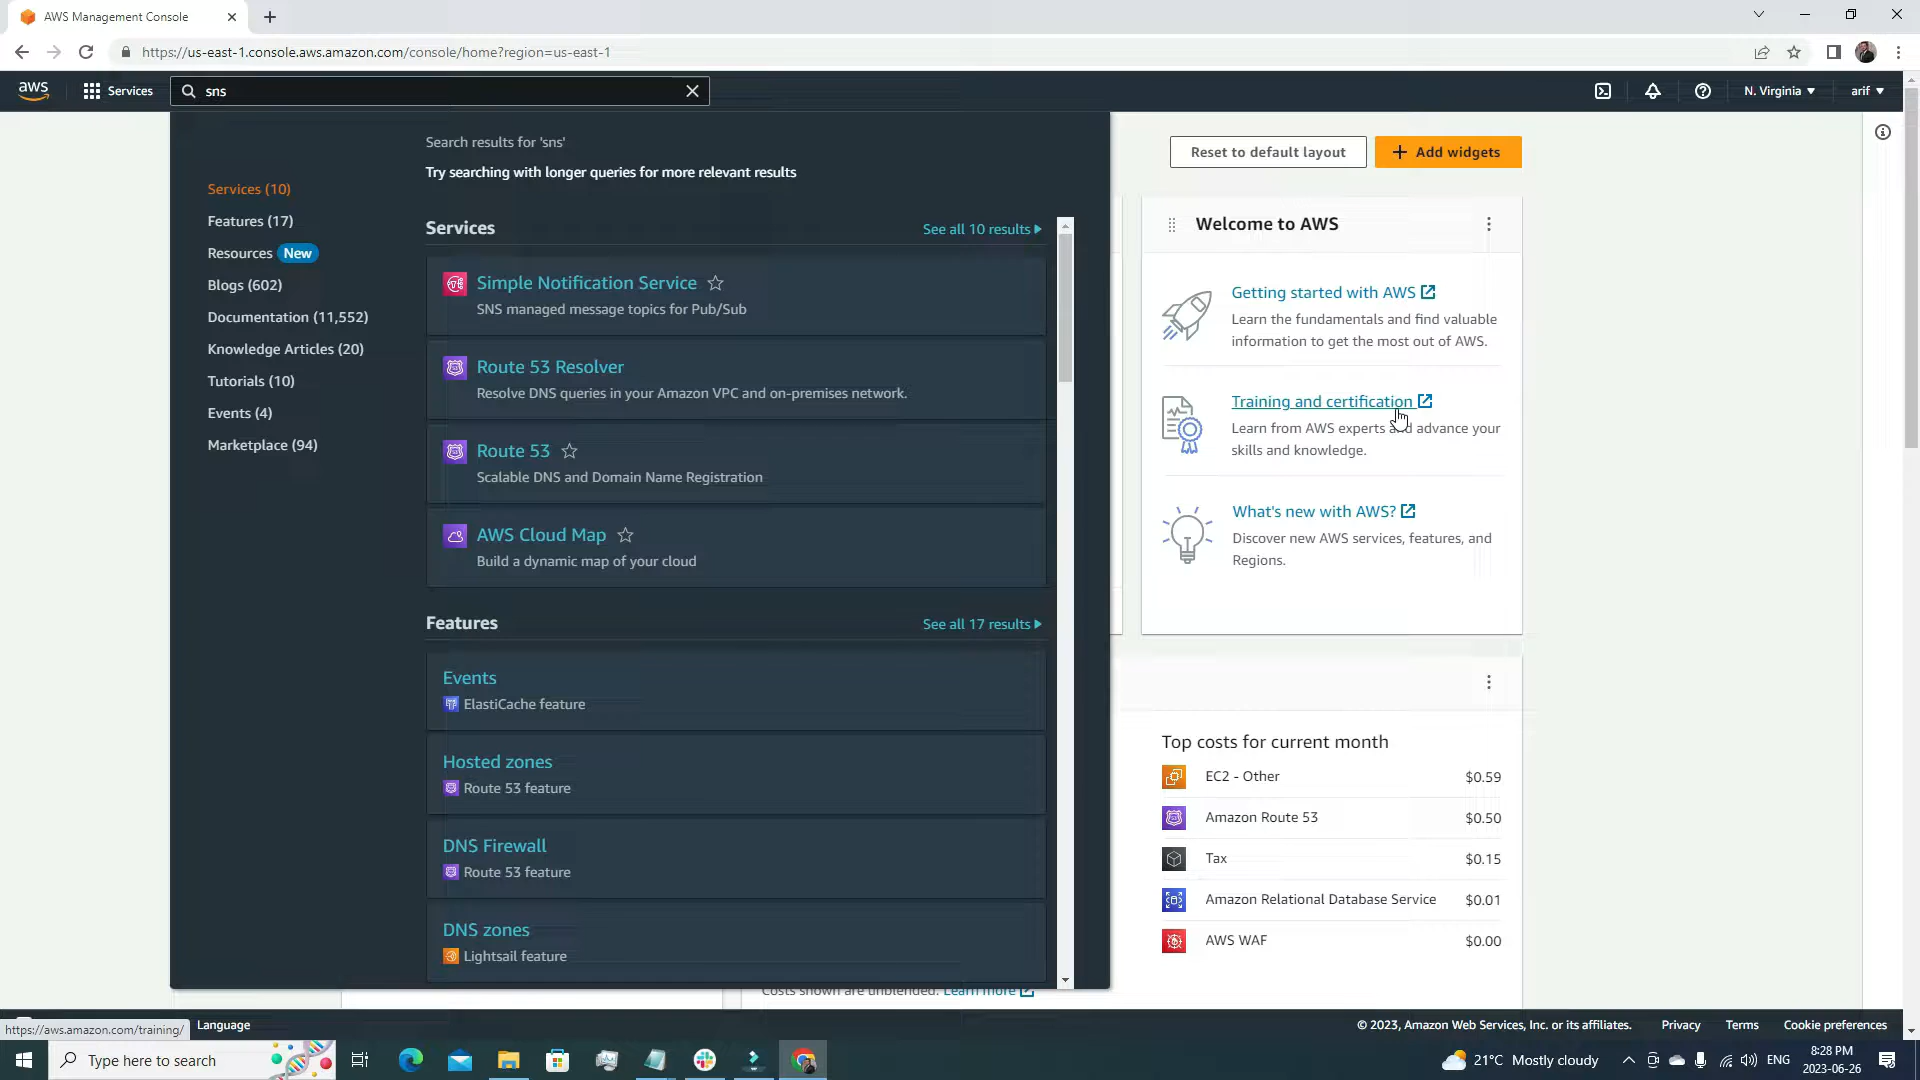 AWS Management Console
https://us-east-1.console.aws.amazon.com/console/home?region=us-east-1
aws
Services
sns
N. Virginia
arif
Search results for 'sns'
Try searching with longer queries for more relevant results
Services (10)
Features (17)
Resources New
Blogs (602)
Documentation (11,552)
Knowledge Articles (20)
Tutorials (10)
Events (4)
Marketplace (94)
Services
See all 10 results
Simple Notification Service
SNS managed message topics for Pub/Sub
Route 53 Resolver
Resolve DNS queries in your Amazon VPC and on-premises network.
Route 53
Scalable DNS and Domain Name Registration
AWS Cloud Map
Build a dynamic map of your cloud
Features
See all 17 results
Events
ElastiCache feature
Hosted zones
Route 53 feature
DNS Firewall
Route 53 feature
DNS zones
Lightsail feature
Reset to default layout
Add widgets
Welcome to AWS
Getting started with AWS
Learn the fundamentals and find valuable
information to get the most out of AWS.
Training and certification
Learn from AWS experts and advance your
skills and knowledge.
What's new with AWS?
Discover new AWS services, features, and
Regions.
Top costs for current month
EC2 - Other $0.59
Amazon Route 53 $0.50
Tax $0.15
Amazon Relational Database Service $0.01
AWS WAF $0.00
Costs shown are unblended. Learn more
https://aws.amazon.com/training/
Language
© 2023, Amazon Web Services, Inc. or its affiliates.
Privacy
Terms
Cookie preferences
Type here to search
21°C Mostly cloudy
ENG
8:28 PM
2023-06-26